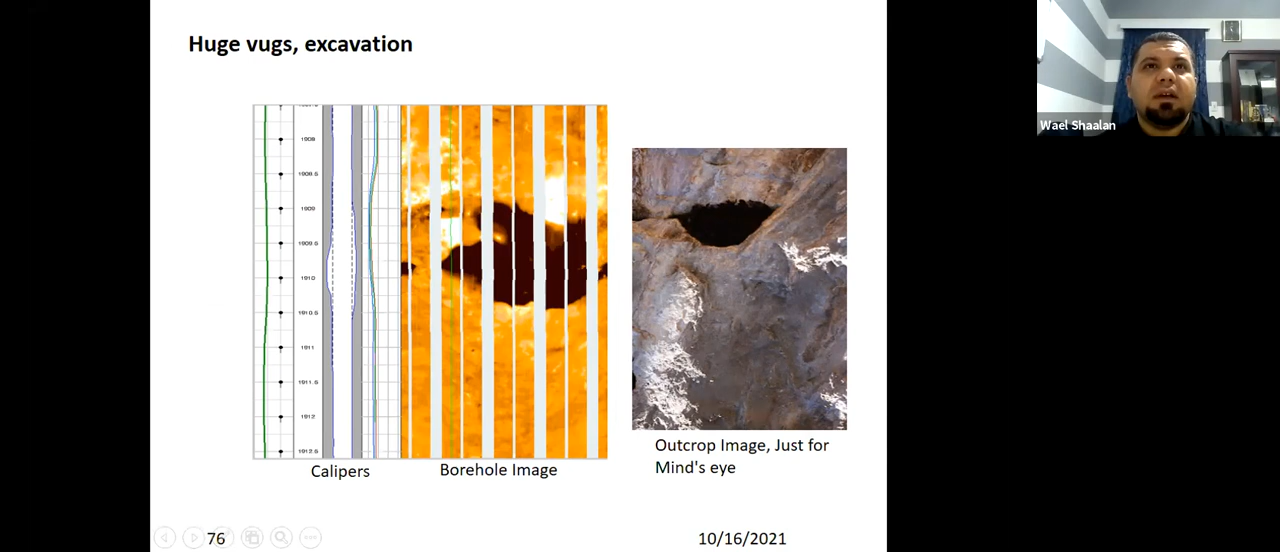 Huge vugs, excavation
Wael Shaalan
1908
1908.5
1909
1909.5
1910
1910.5
1911
1911.5
1912
1912.5
Calipers
Borehole Image
Outcrop Image, Just for
Mind's eye
76
10/16/2021